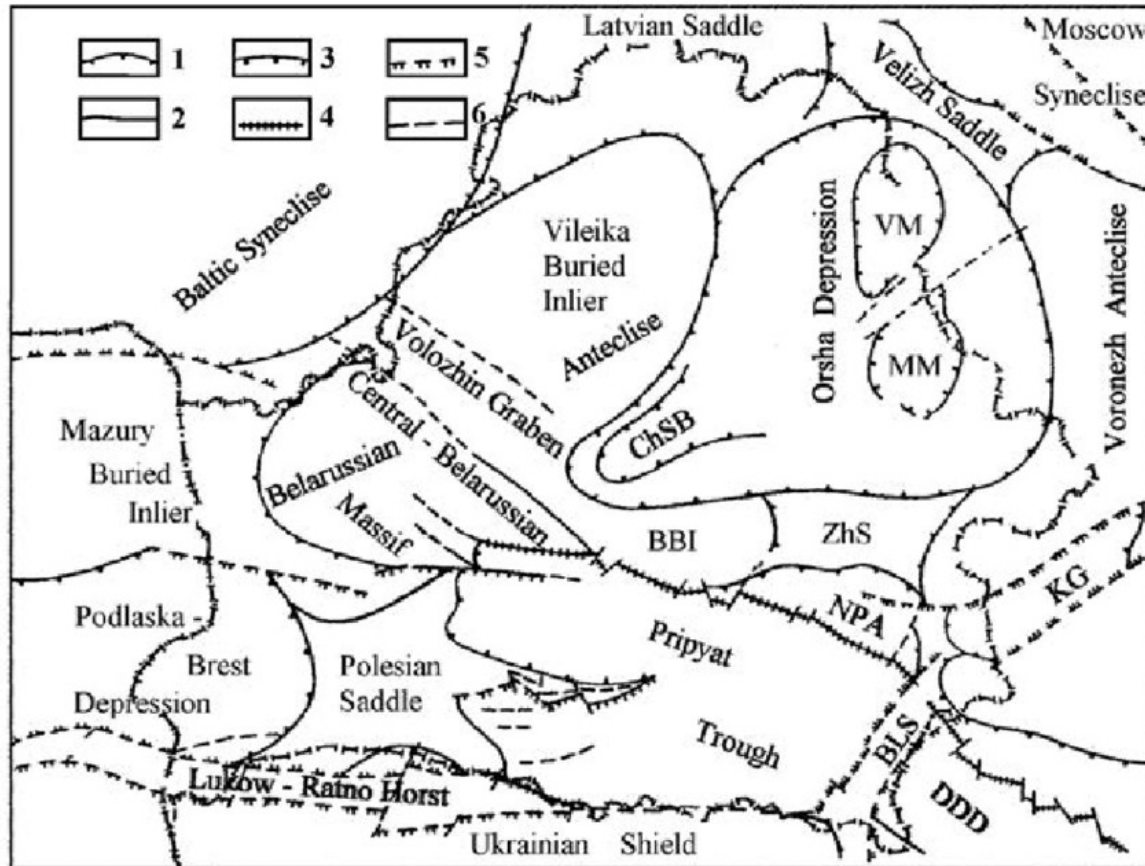 Latvian Saddle
Moscow
Syneclise
Velizh Saddle
1
3
5
2
4
6
Baltic Syneclise
Vileika
Buried
Inlier
Anteclise
Orsha Depression
VM
MM
Voronezh Anteclise
Volozhin Graben
Central - Belarussian
Belarussian
Massif
ChSB
Mazury
Buried
Inlier
BBI
ZhS
NPA
KG
Podlaska -
Brest
Depression
Polesian
Saddle
Pripyat
Trough
BLS
DDD
Lukow - Ratno Horst
Ukrainian Shield